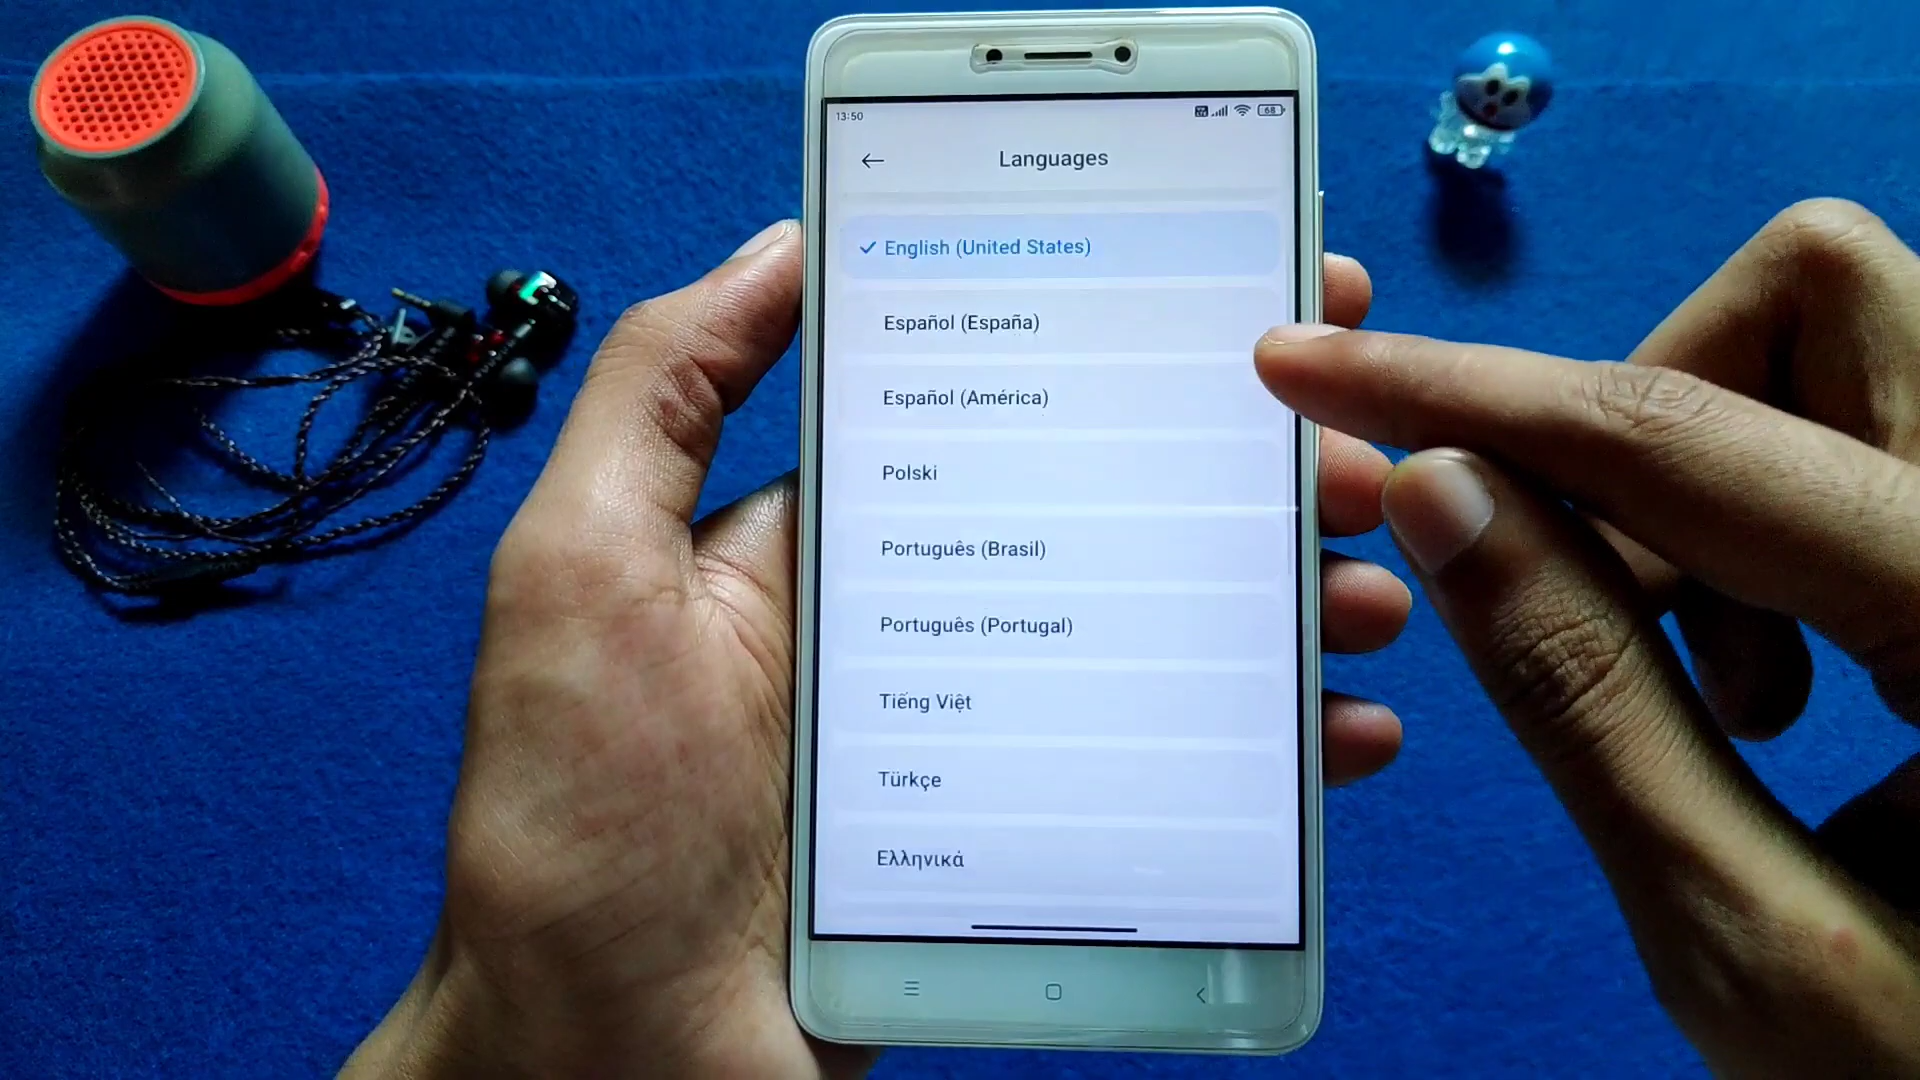 13:50
68
Languages
English (United States)
Español (España)
Español (América)
Polski
Português (Brasil)
Português (Portugal)
Tiếng Việt
Türkçe
Ελληνικά